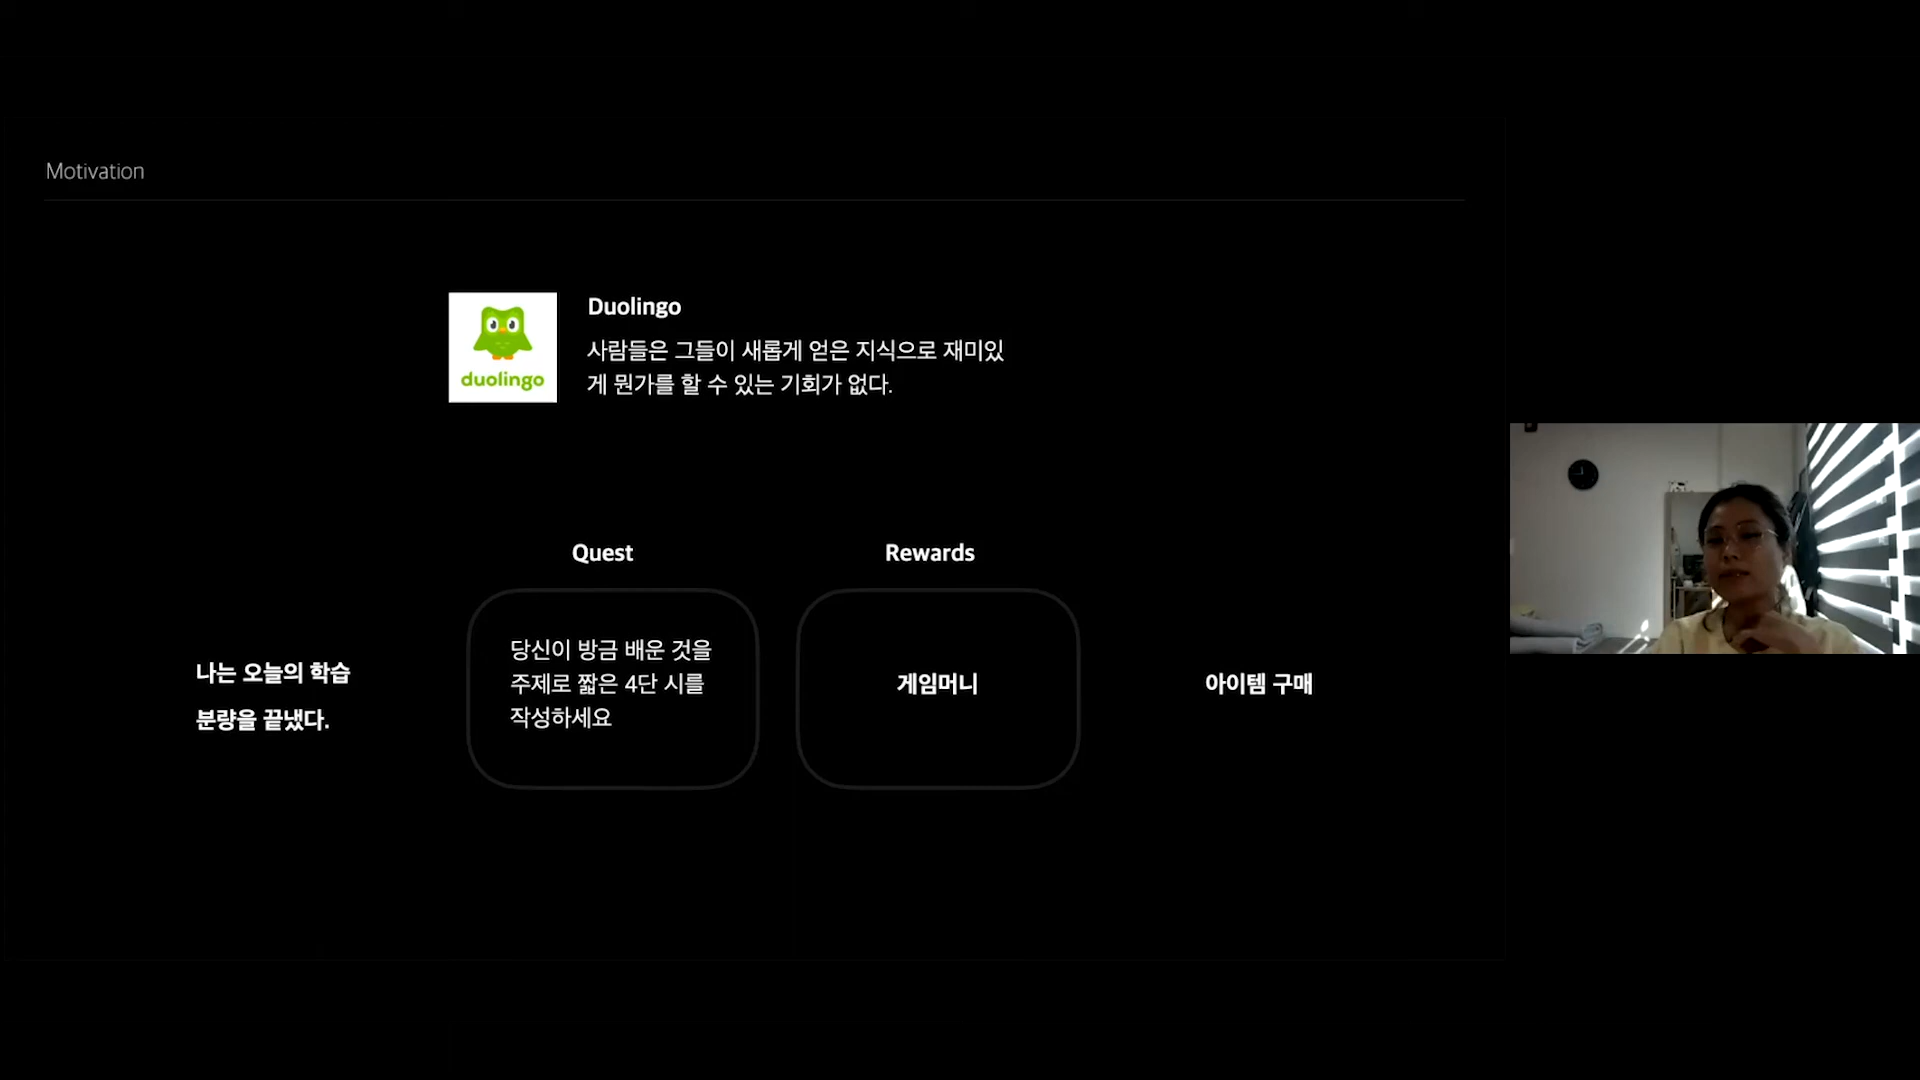 Motivation
duolingo
Duolingo
사람들은 그들이 새롭게 얻은 지식으로 재미있
게 뭔가를 할 수 있는 기회가 없다.
Quest
Rewards
나는 오늘의 학습
분량을 끝냈다.
당신이 방금 배운 것을
주제로 짧은 4단 시를
작성하세요
게임머니
아이템 구매